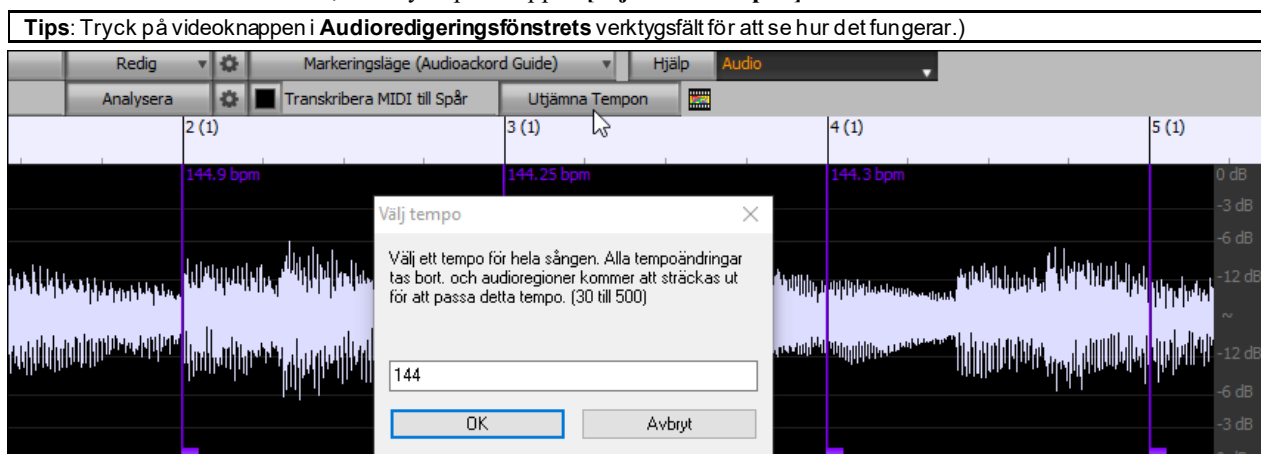 Tips: Tryck på videoknappen i Audioredigeringsfönstrets verktygsfält för att se hur det fungerar.)
Redig Markeringsläge (Audioackord Guide) Hjälp Audio
Analysera Transkribera MIDI till Spår Utjämna Tempon
2 (1) 3 (1) 4 (1) 5 (1)
144.9 bpm 144.25 bpm 144.3 bpm 0 dB
-3 dB
Välj tempo
-6 dB
Välj ett tempo för hela sången. Alla tempoändringar
tas bort. och audioregioner kommer att sträckas ut
för att passa detta tempo. (30 till 500)
-12 dB
~
-12 dB
144
-6 dB
OK Avbryt
-3 dB